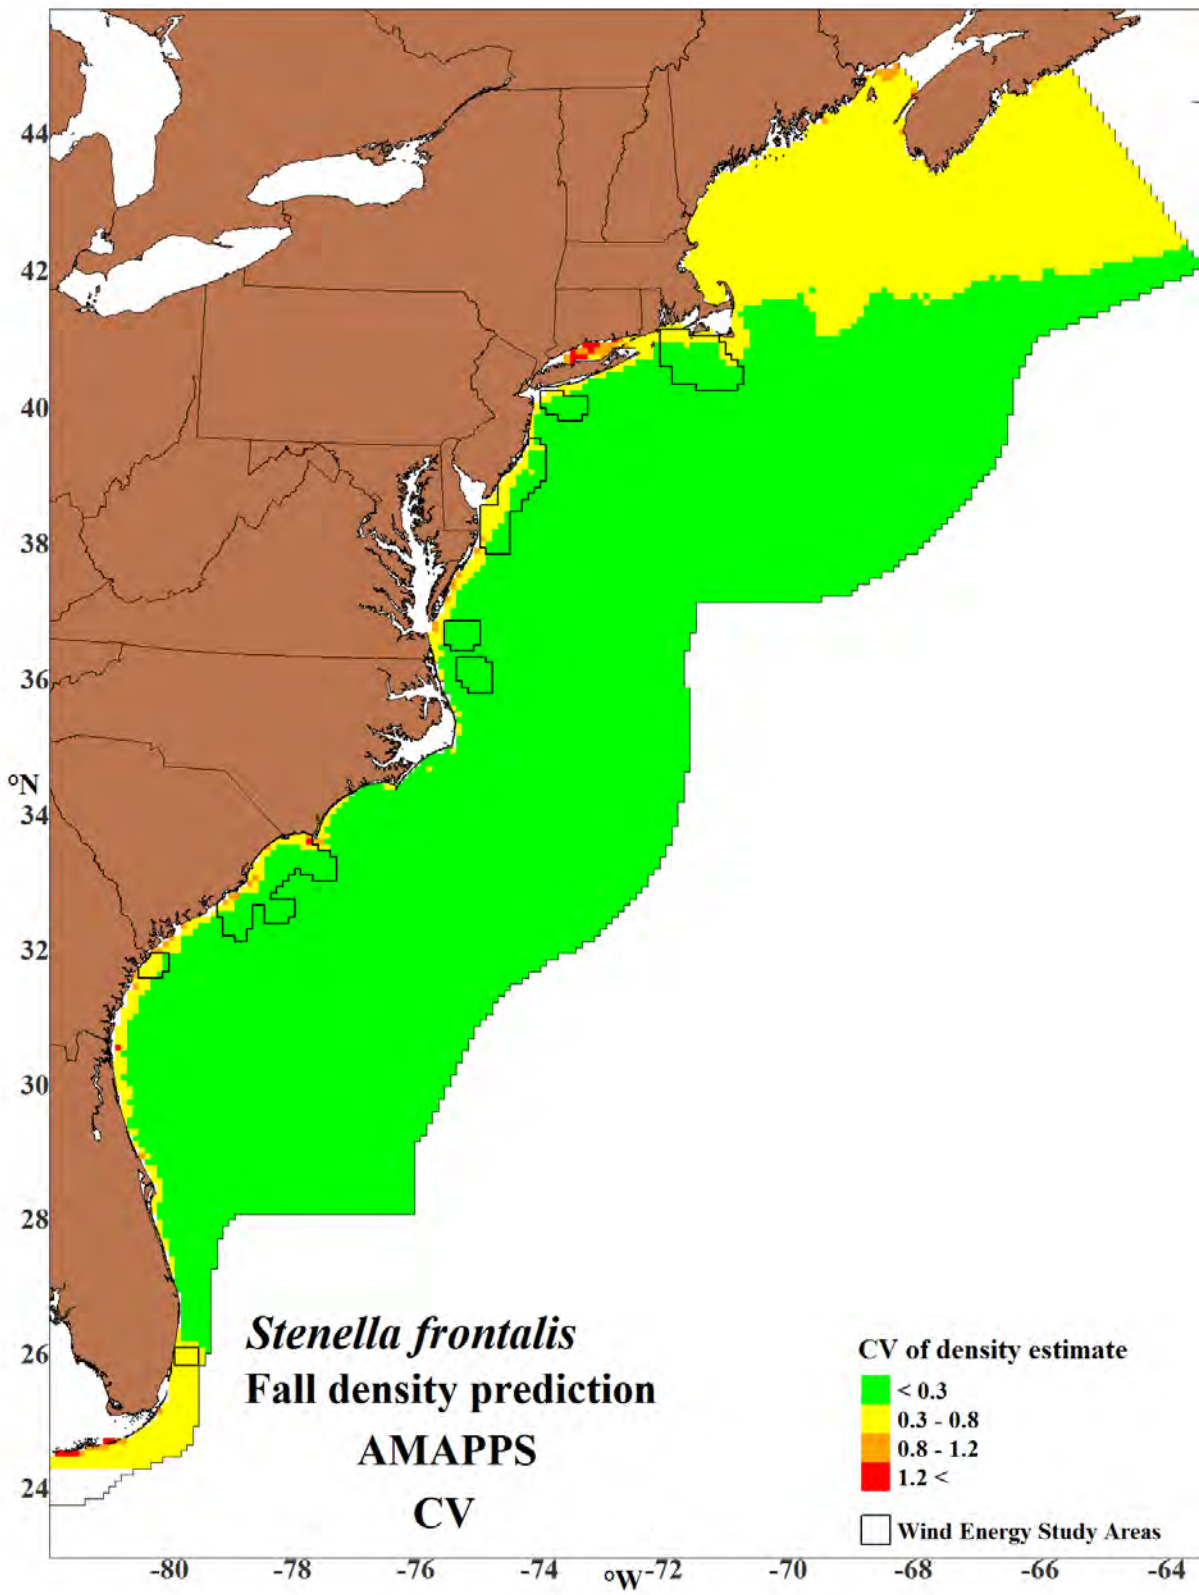 44
42
40
38
36
°N
34
32
30
28
26
24
Stenella frontalis
Fall density prediction
AMAPPS
CV
CV of density estimate
< 0.3
0.3 - 0.8
0.8 - 1.2
1.2 <
Wind Energy Study Areas
-80 -78 -76 -74 °W -72 -70 -68 -66 -64